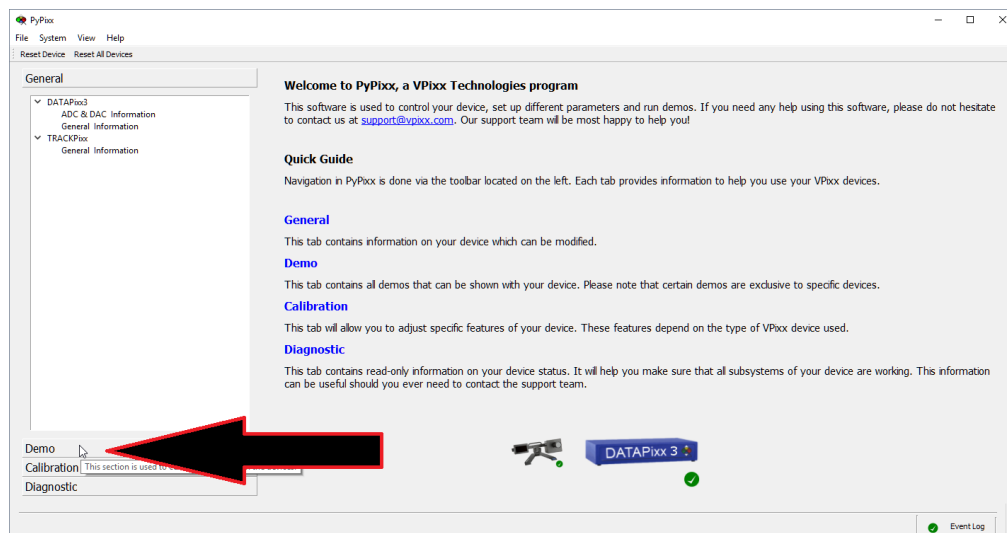 PyPixx
File System View Help
Reset Device Reset All Devices
General
DATAPixx3
ADC & DAC Information
General Information
TRACKPixx
General Information
Demo
Calibration
This section is used to
Diagnostic
Welcome to PyPixx, a VPixx Technologies program
This software is used to control your device, set up different parameters and run demos. If you need any help using this software, please do not hesitate
to contact us at support@vpixx.com. Our support team will be most happy to help you!
Quick Guide
Navigation in PyPixx is done via the toolbar located on the left. Each tab provides information to help you use your VPixx devices.
General
This tab contains information on your device which can be modified.
Demo
This tab contains all demos that can be shown with your device. Please note that certain demos are exclusive to specific devices.
Calibration
This tab will allow you to adjust specific features of your device. These features depend on the type of VPixx device used.
Diagnostic
This tab contains read-only information on your device status. It will help you make sure that all subsystems of your device are working. This information
can be useful should you ever need to contact the support team.
DATAPixx 3
Event Log